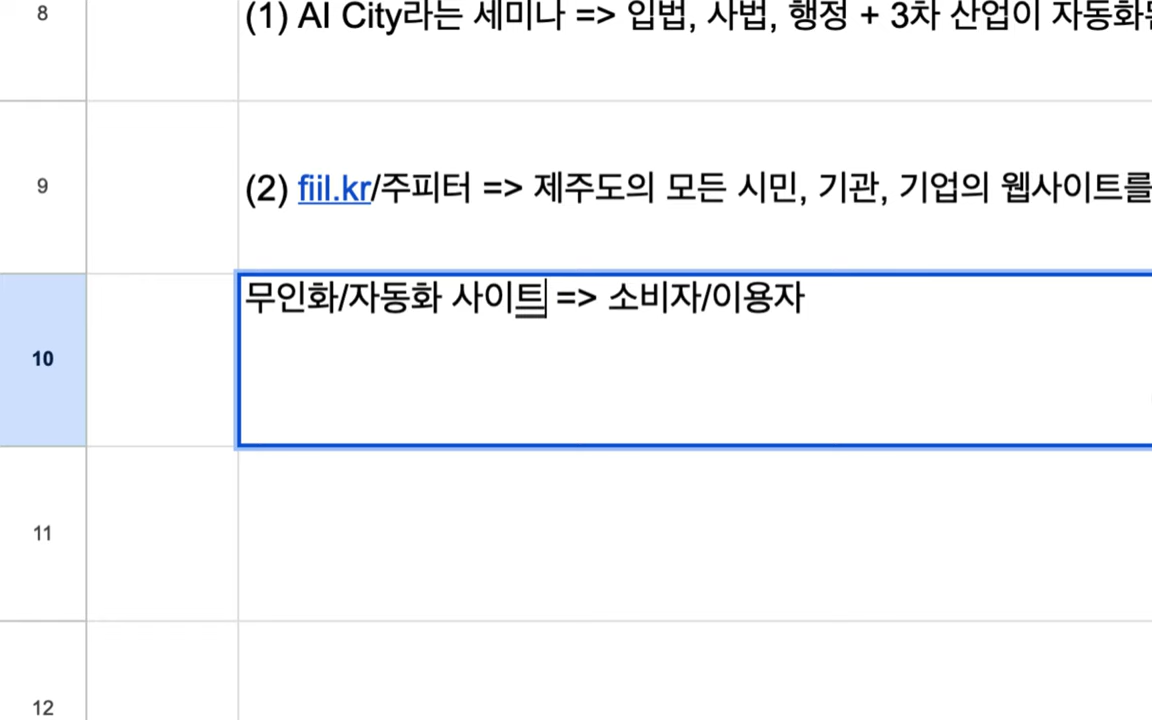 8
(1) AI City라는 세미나 => 입법, 사법, 행정 + 3차 산업이 자동화
9
(2) fiil.kr/주피터 => 제주도의 모든 시민, 기관, 기업의 웹사이트를
10
무인화/자동화 사이트 => 소비자/이용자
11
12